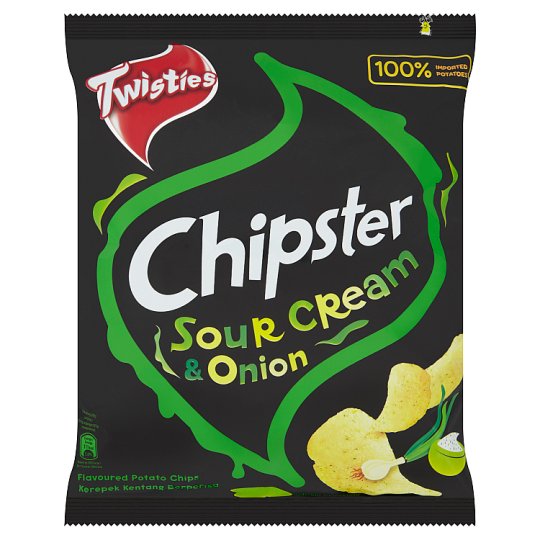 Twisties
100% IMPORTED
POTATOES
Chipster
Sour Cream
& Onion
Flavoured Potato Chips
Kerepek Kentang Berperisa